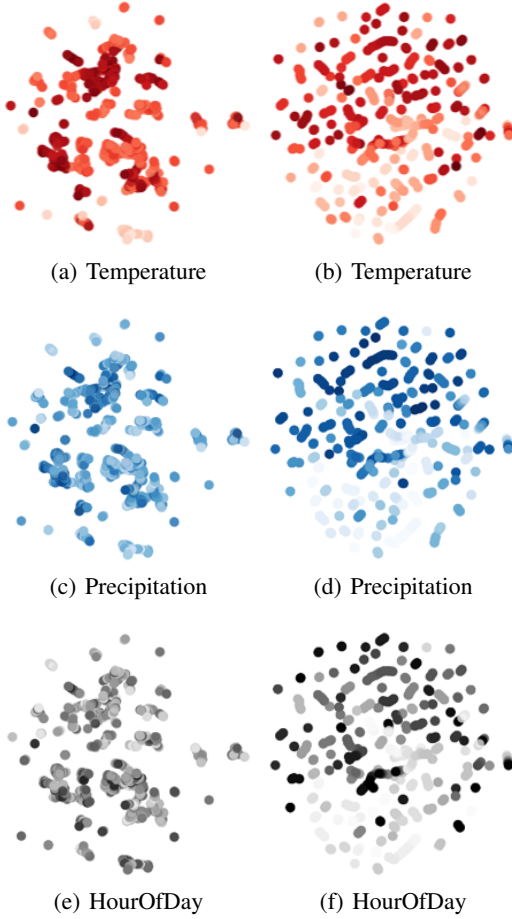 (a) Temperature
(b) Temperature
(c) Precipitation
(d) Precipitation
(e) HourOfDay
(f) HourOfDay